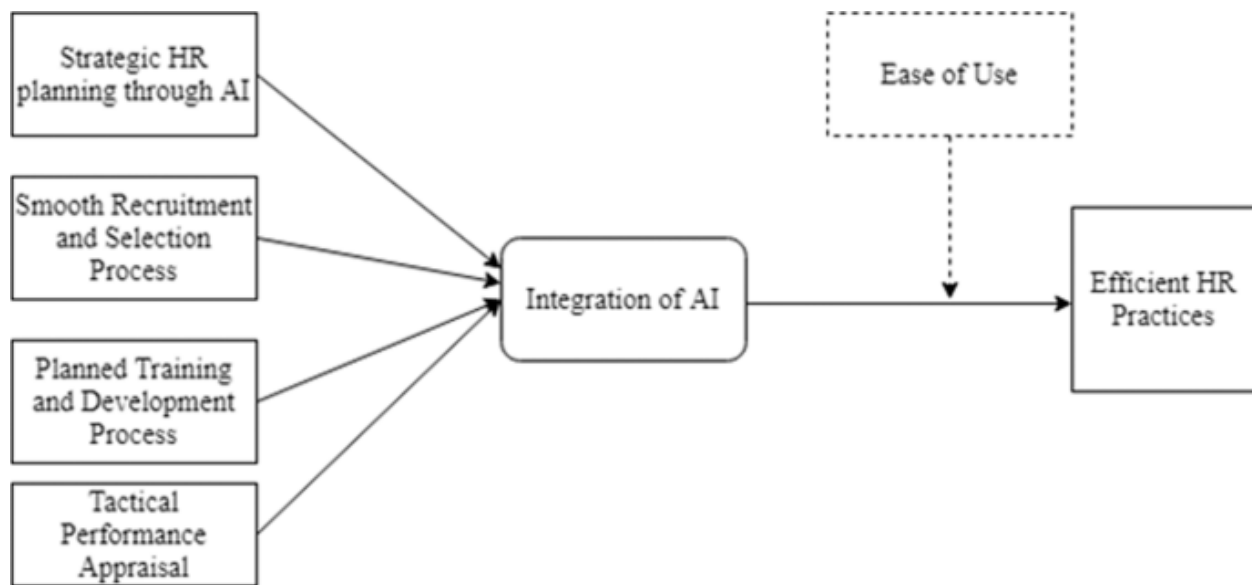 Strategic HR
planning through AI
Ease of Use
Smooth Recruitment
and Selection
Process
Integration of AI
Efficient HR
Practices
Planned Training
and Development
Process
Tactical
Performance
Appraisal